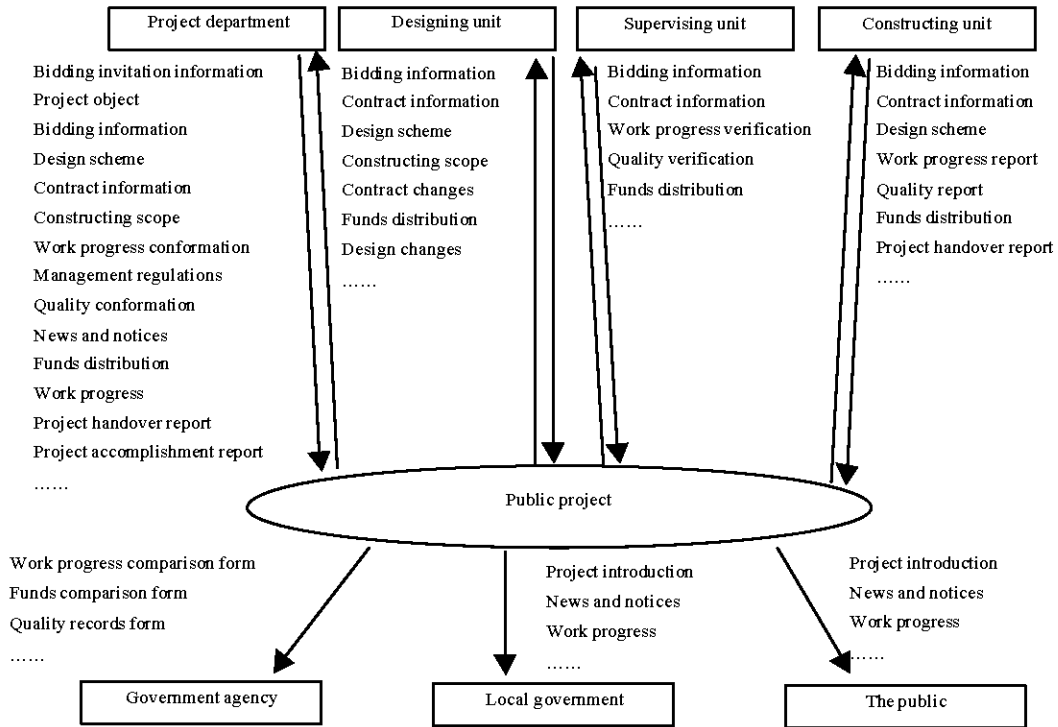 Project department
Designing unit
Supervising unit
Constructing unit
Bidding invitation information
Project object
Bidding information
Design scheme
Contract information
Constructing scope
Work progress conformation
Management regulations
Quality conformation
News and notices
Funds distribution
Work progress
Project handover report
Project accomplishment report
……
Bidding information
Contract information
Design scheme
Constructing scope
Contract changes
Funds distribution
Design changes
……
Bidding information
Contract information
Work progress verification
Quality verification
Funds distribution
……
Bidding information
Contract information
Design scheme
Work progress report
Quality report
Funds distribution
Project handover report
……
Public project
Work progress comparison form
Funds comparison form
Quality records form
……
Project introduction
News and notices
Work progress
……
Project introduction
News and notices
Work progress
……
Government agency
Local government
The public